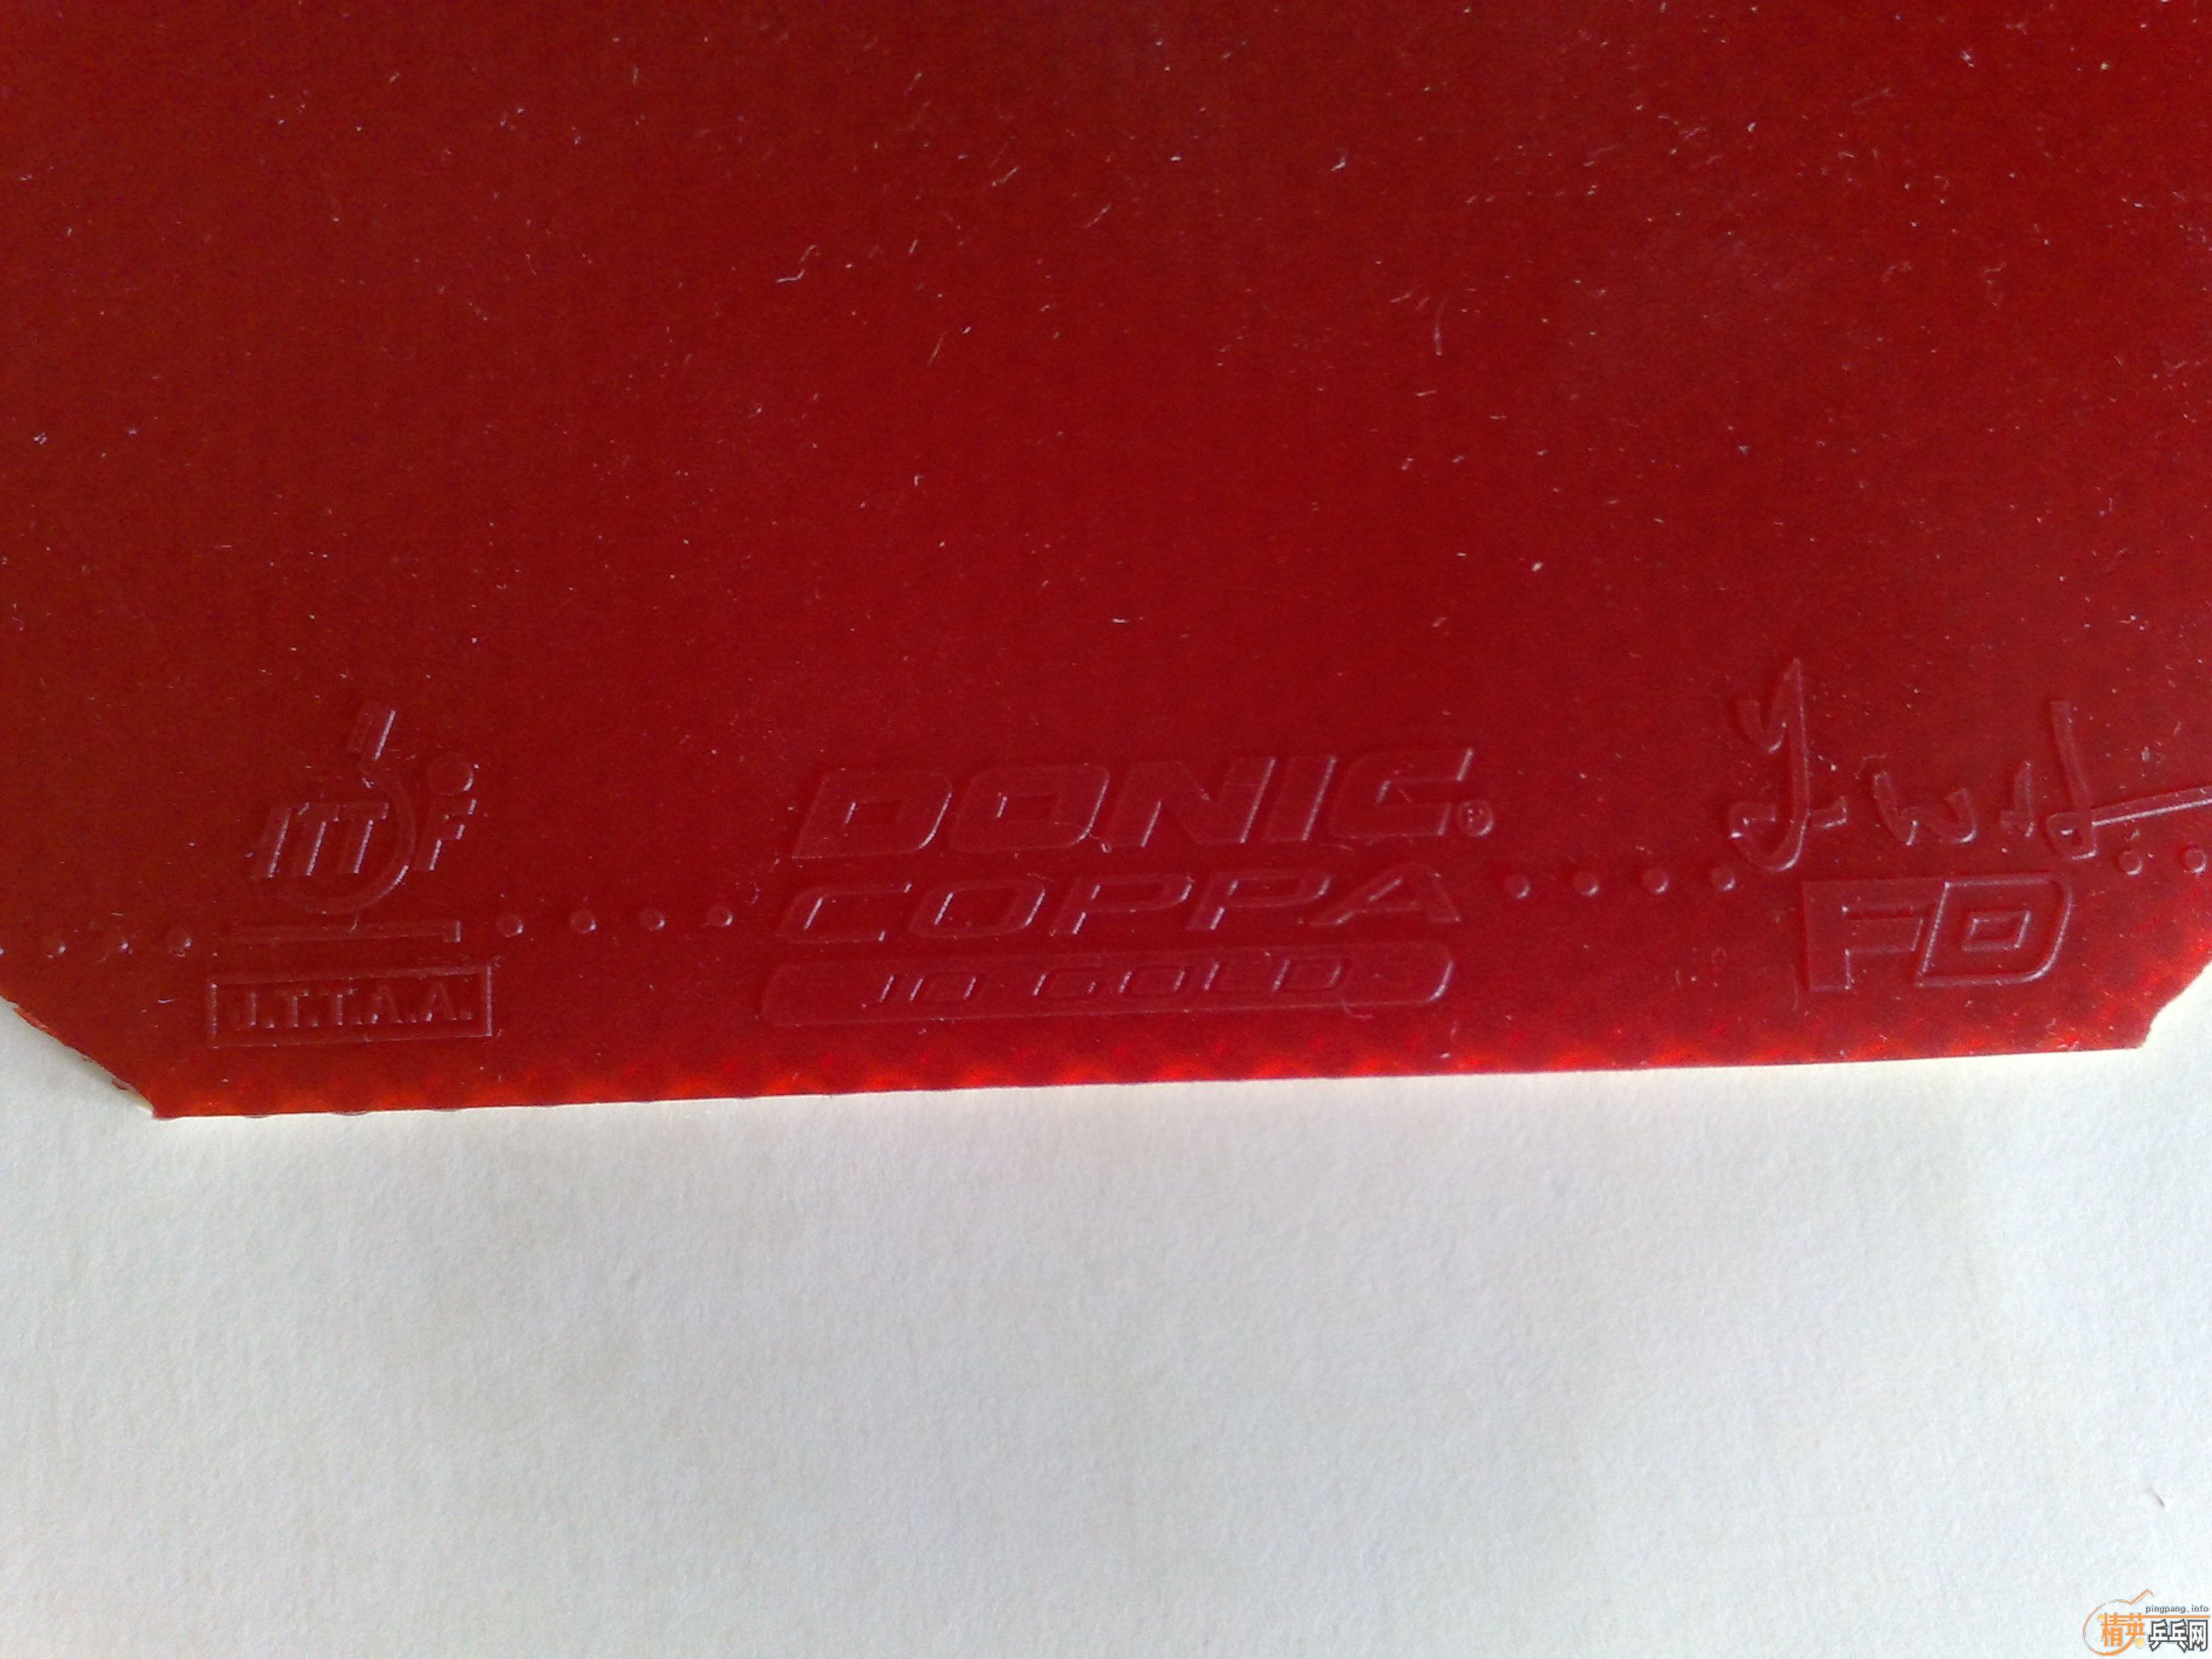 ITTF
J.T.T.A.A.
DONIC®
COPPA
JO GOLD
FD
pingpang.info
精英乒乓网